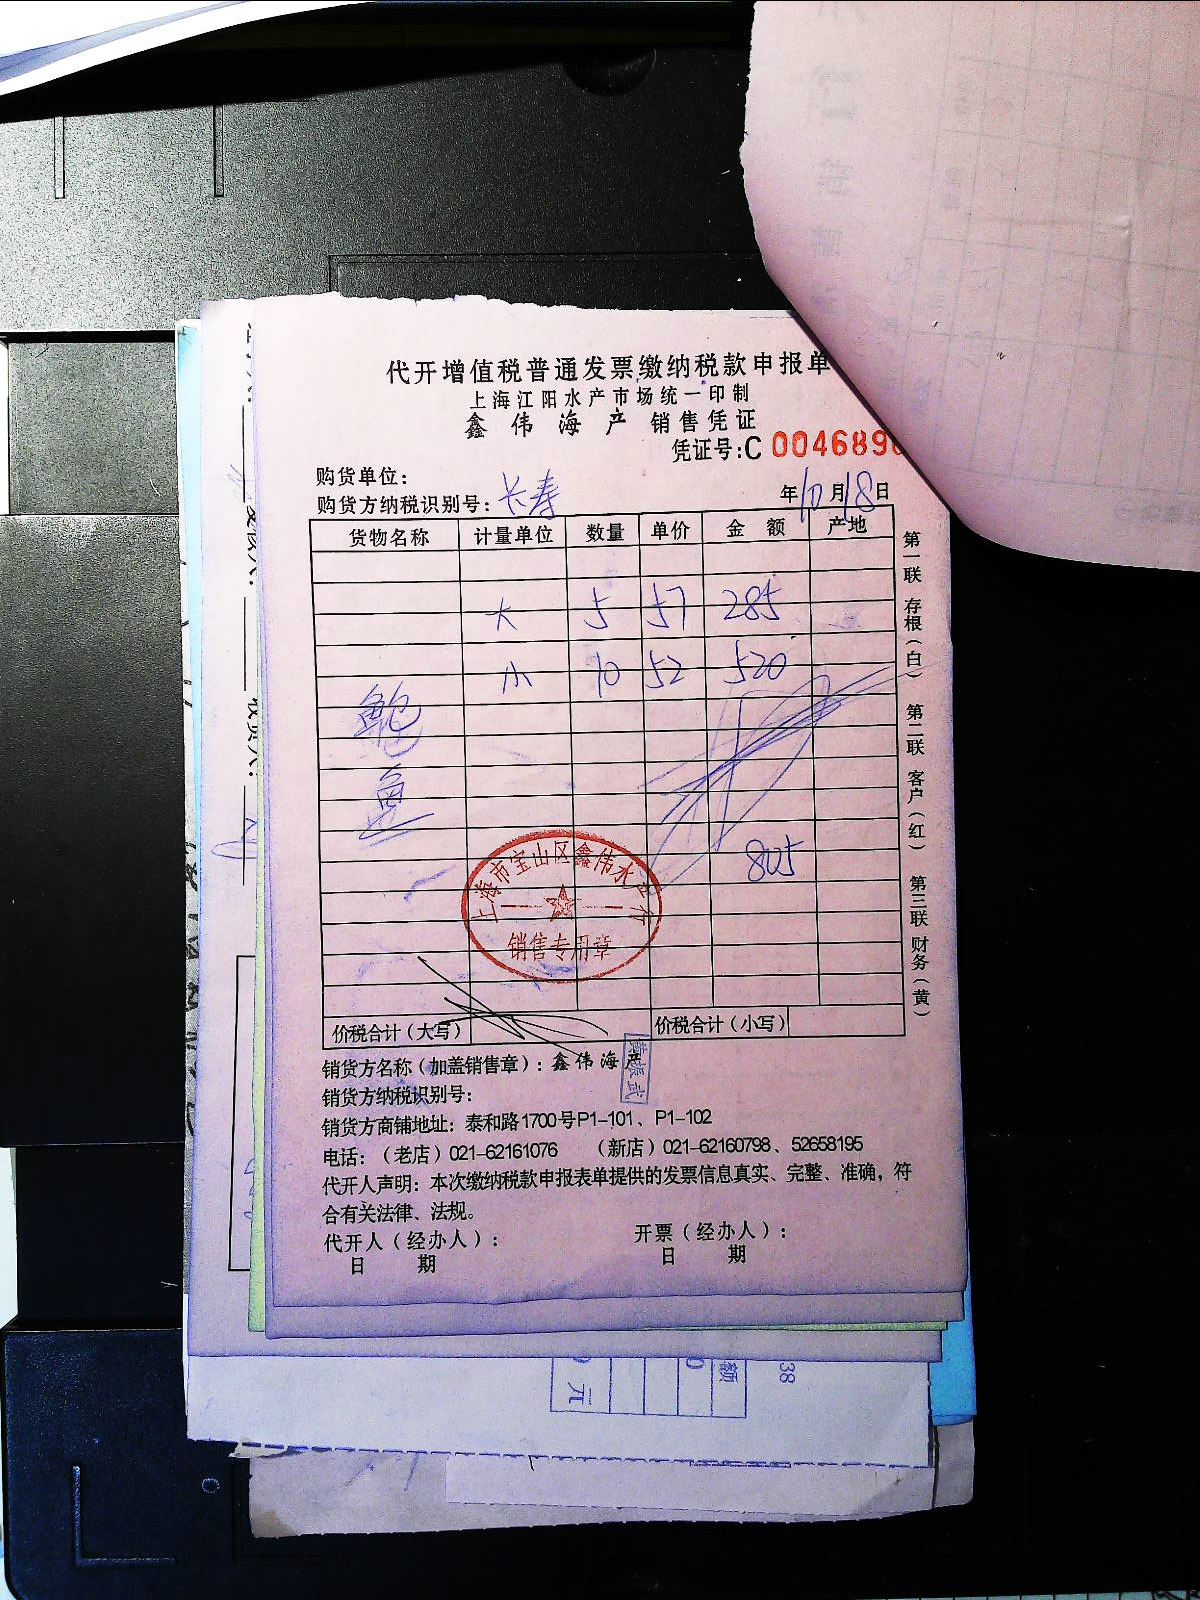 代开增值税普通发票缴纳税款申报单
上海江阳水产市场统一印制
鑫伟海产 销售凭证
凭证号:C 004689
购货单位:
购货方纳税识别号: 长寿 年10月18日
货物名称 计量单位 数量 单价 金额 产地
大 5 57 285
小 10 52 520
鲍
鱼
805
上海市宝山区鑫伟水产行
销售专用章
价税合计(大写) 价税合计(小写)
销货方名称(加盖销售章): 鑫伟海产
销货方纳税识别号:
销货方商铺地址: 泰和路1700号P1-101、P1-102
电话:(老店)021-62161076 (新店)021-62160798、52658195
代开人声明: 本次缴纳税款申报表单提供的发票信息真实、完整、准确,符
合有关法律、法规。
代开人(经办人): 开票(经办人):
日 期 日 期
第一联 存根(白) 第二联 客户(红) 第三联 财务(黄)
额
元
38